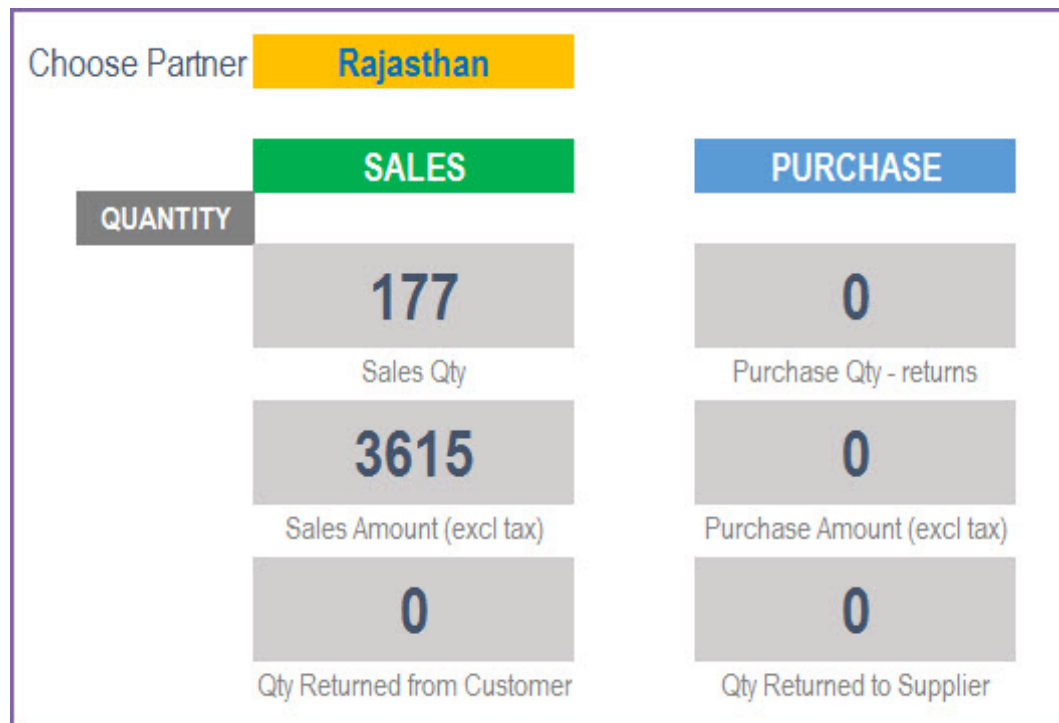 Choose Partner Rajasthan
SALES PURCHASE
QUANTITY
177 0
Sales Qty Purchase Qty - returns
3615 0
Sales Amount (excl tax) Purchase Amount (excl tax)
0 0
Qty Returned from Customer Qty Returned to Supplier